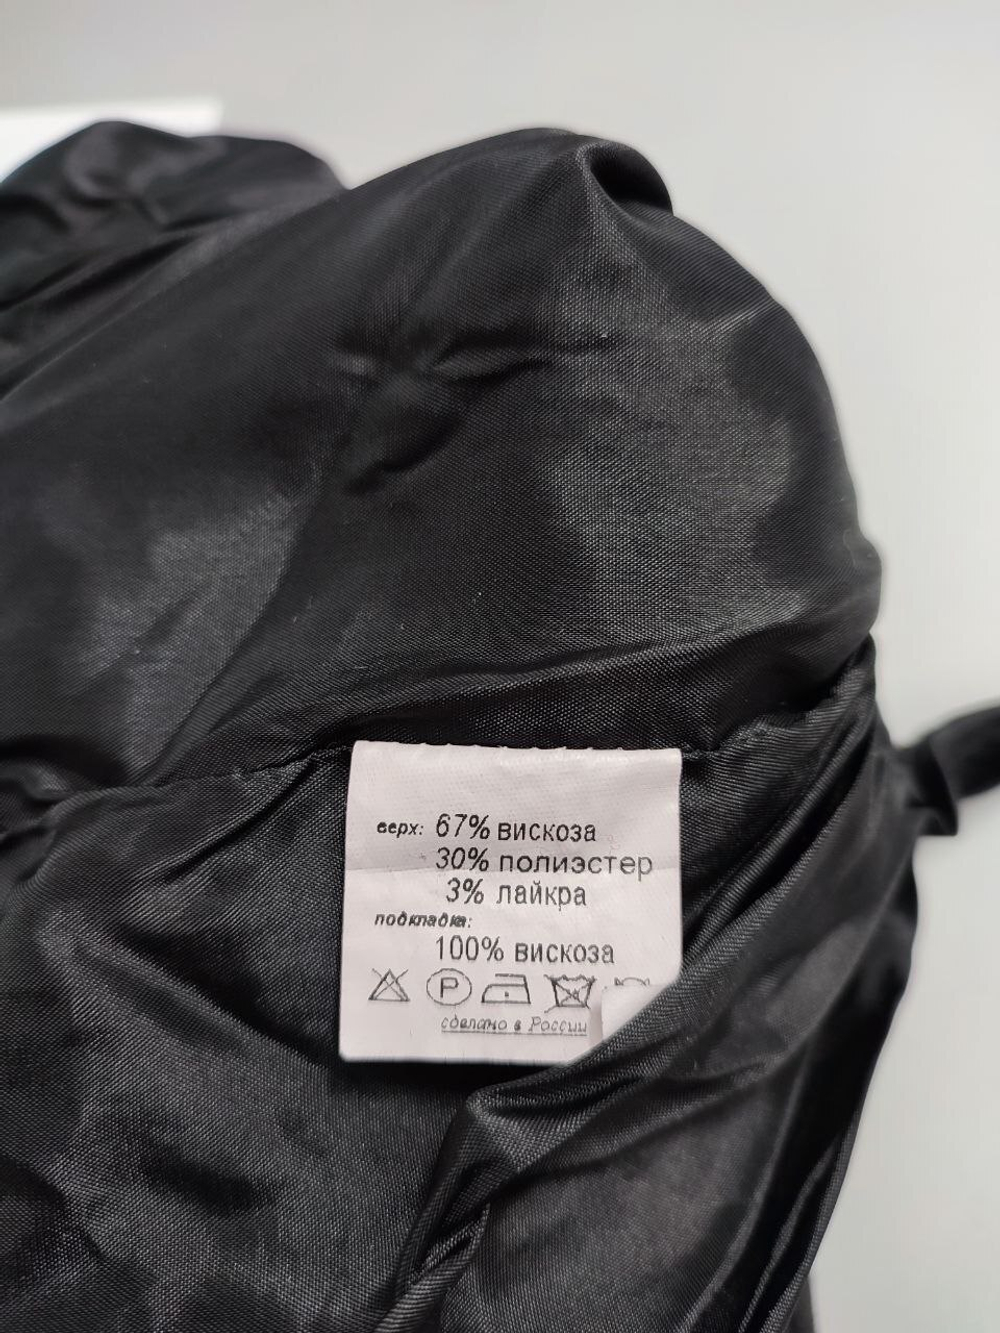 верх: 67% вискоза
30% полиэстер
3% лайкра
подкладка:
100% вискоза
P
сделано в России